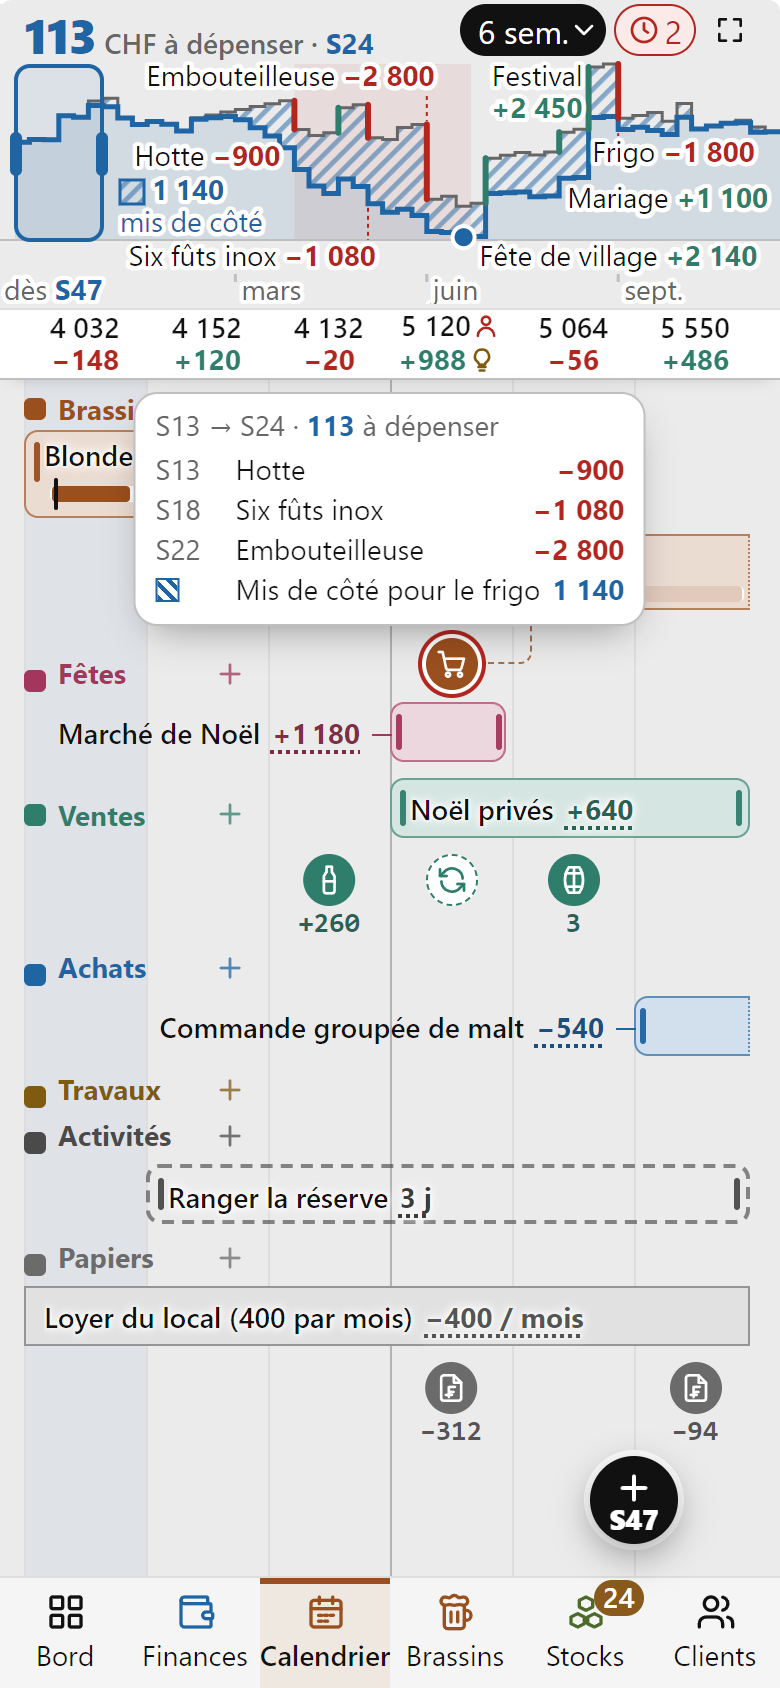 113 CHF à dépenser · S24
6 sem.
2
Embouteilleuse −2 800
Festival
+2 450
Hotte −900
Frigo −1 800
1 140
mis de côté
Mariage +1 100
Six fûts inox −1 080
Fête de village +2 140
dès S47
mars
juin
sept.
4 032
4 152
4 132
5 120
5 064
5 550
−148
+120
−20
+988
−56
+486
Brassi
Blonde
S13 → S24 · 113 à dépenser
S13 Hotte −900
S18 Six fûts inox −1 080
S22 Embouteilleuse −2 800
Mis de côté pour le frigo 1 140
Fêtes +
Marché de Noël +1 180
Ventes +
Noël privés +640
+260
3
Achats +
Commande groupée de malt −540
Travaux +
Activités +
Ranger la réserve 3 j
Papiers +
Loyer du local (400 par mois) −400 / mois
−312
−94
+
S47
Bord
Finances
Calendrier
Brassins
24
Stocks
Clients